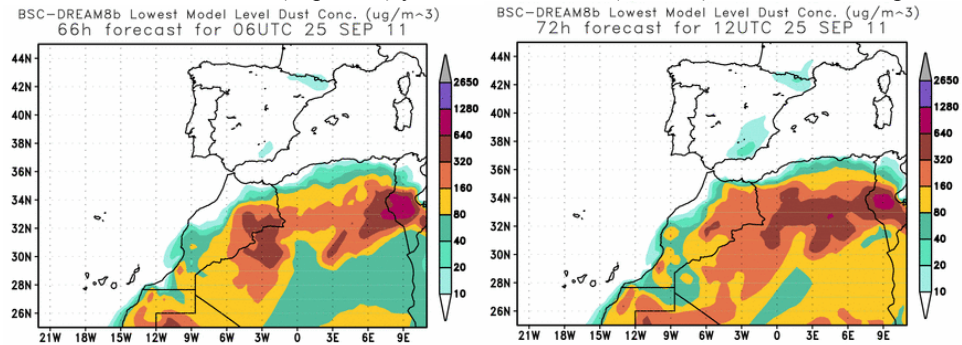 BSC-DREAM8b Lowest Model Level Dust Conc. (ug/m^3)
66h forecast for 06UTC 25 SEP 11
44N
42N
40N
38N
36N
34N
32N
30N
28N
26N
21W 18W 15W 12W 9W 6W 3W 0 3E 6E 9E
2650
1280
640
320
160
80
40
20
10
BSC-DREAM8b Lowest Model Level Dust Conc. (ug/m^3)
72h forecast for 12UTC 25 SEP 11
44N
42N
40N
38N
36N
34N
32N
30N
28N
26N
21W 18W 15W 12W 9W 6W 3W 0 3E 6E 9E
2650
1280
640
320
160
80
40
20
10